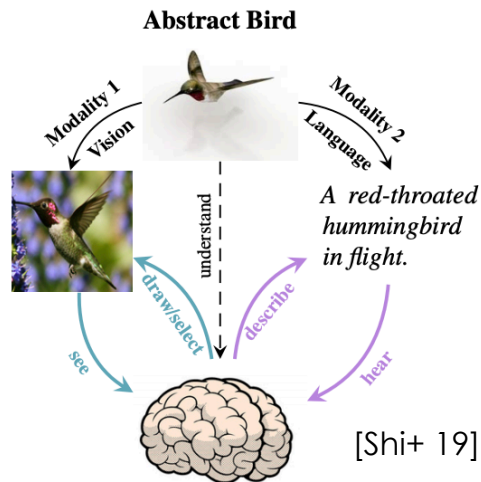 Abstract Bird
Modality 1
Vision
Modality 2
Language
A red-throated
hummingbird
in flight.
understand
draw/select
describe
see
hear
[Shi+ 19]